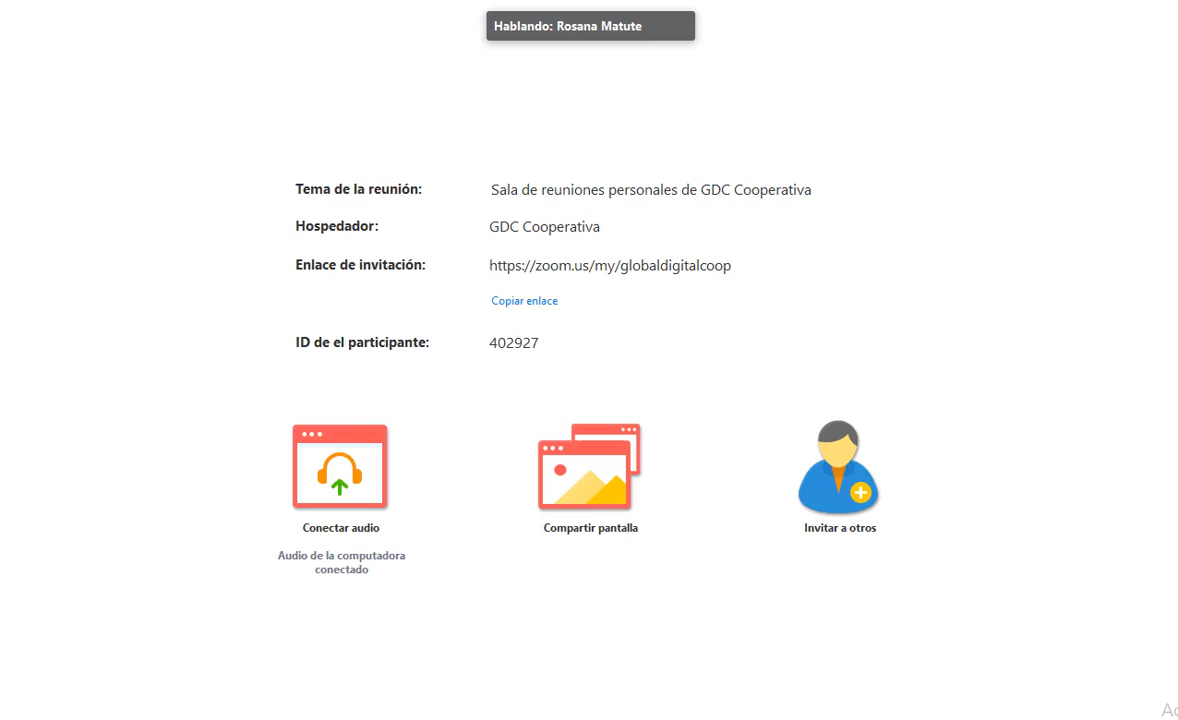 Hablando: Rosana Matute
Tema de la reunión: Sala de reuniones personales de GDC Cooperativa
Hospedador: GDC Cooperativa
Enlace de invitación: https://zoom.us/my/globaldigitalcoop
Copiar enlace
ID de el participante: 402927
Conectar audio
Audio de la computadora
conectado
Compartir pantalla
Invitar a otros